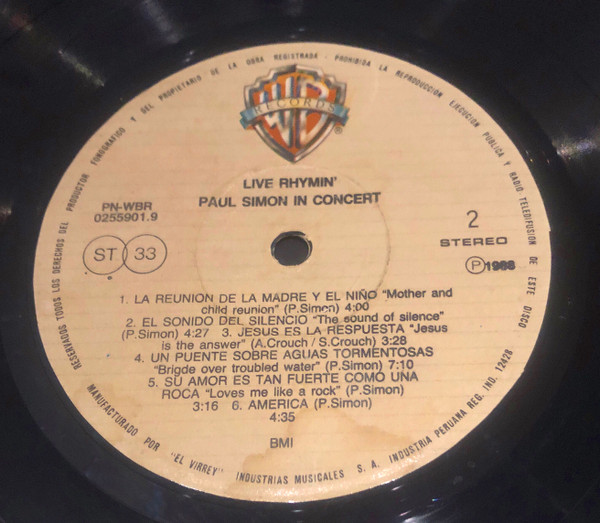 RESERVADOS TODOS LOS DERECHOS DEL PRODUCTOR FONOGRAFICO Y DEL PROPIETARIO DE LA OBRA REGISTRADA - PROHIBIDA LA REPRODUCCION, EJECUCION PUBLICA Y RADIO-TELEDIFUSION DE ESTE DISCO
WB
RECORDS
®
LIVE RHYMIN'
PAUL SIMON IN CONCERT
PN-WBR
0255901.9
2
STEREO
ST 33
Ⓟ1988
1. LA REUNION DE LA MADRE Y EL NIÑO "Mother and
child reunion" (P.Simon) 4:00
2. EL SONIDO DEL SILENCIO "The sound of silence"
(P.Simon) 4:27 3. JESUS ES LA RESPUESTA "Jesus
is the answer" (A.Crouch / S.Crouch) 3:28
4. UN PUENTE SOBRE AGUAS TORMENTOSAS
"Brigde over troubled water" (P.Simon) 7:10
5. SU AMOR ES TAN FUERTE COMO UNA
ROCA "Loves me like a rock" (P.Simon)
3:16 6. AMERICA (P.Simon)
4:35
BMI
MANUFACTURADO POR "EL VIRREY" INDUSTRIAS MUSICALES S. A. INDUSTRIA PERUANA REG. IND. 12428